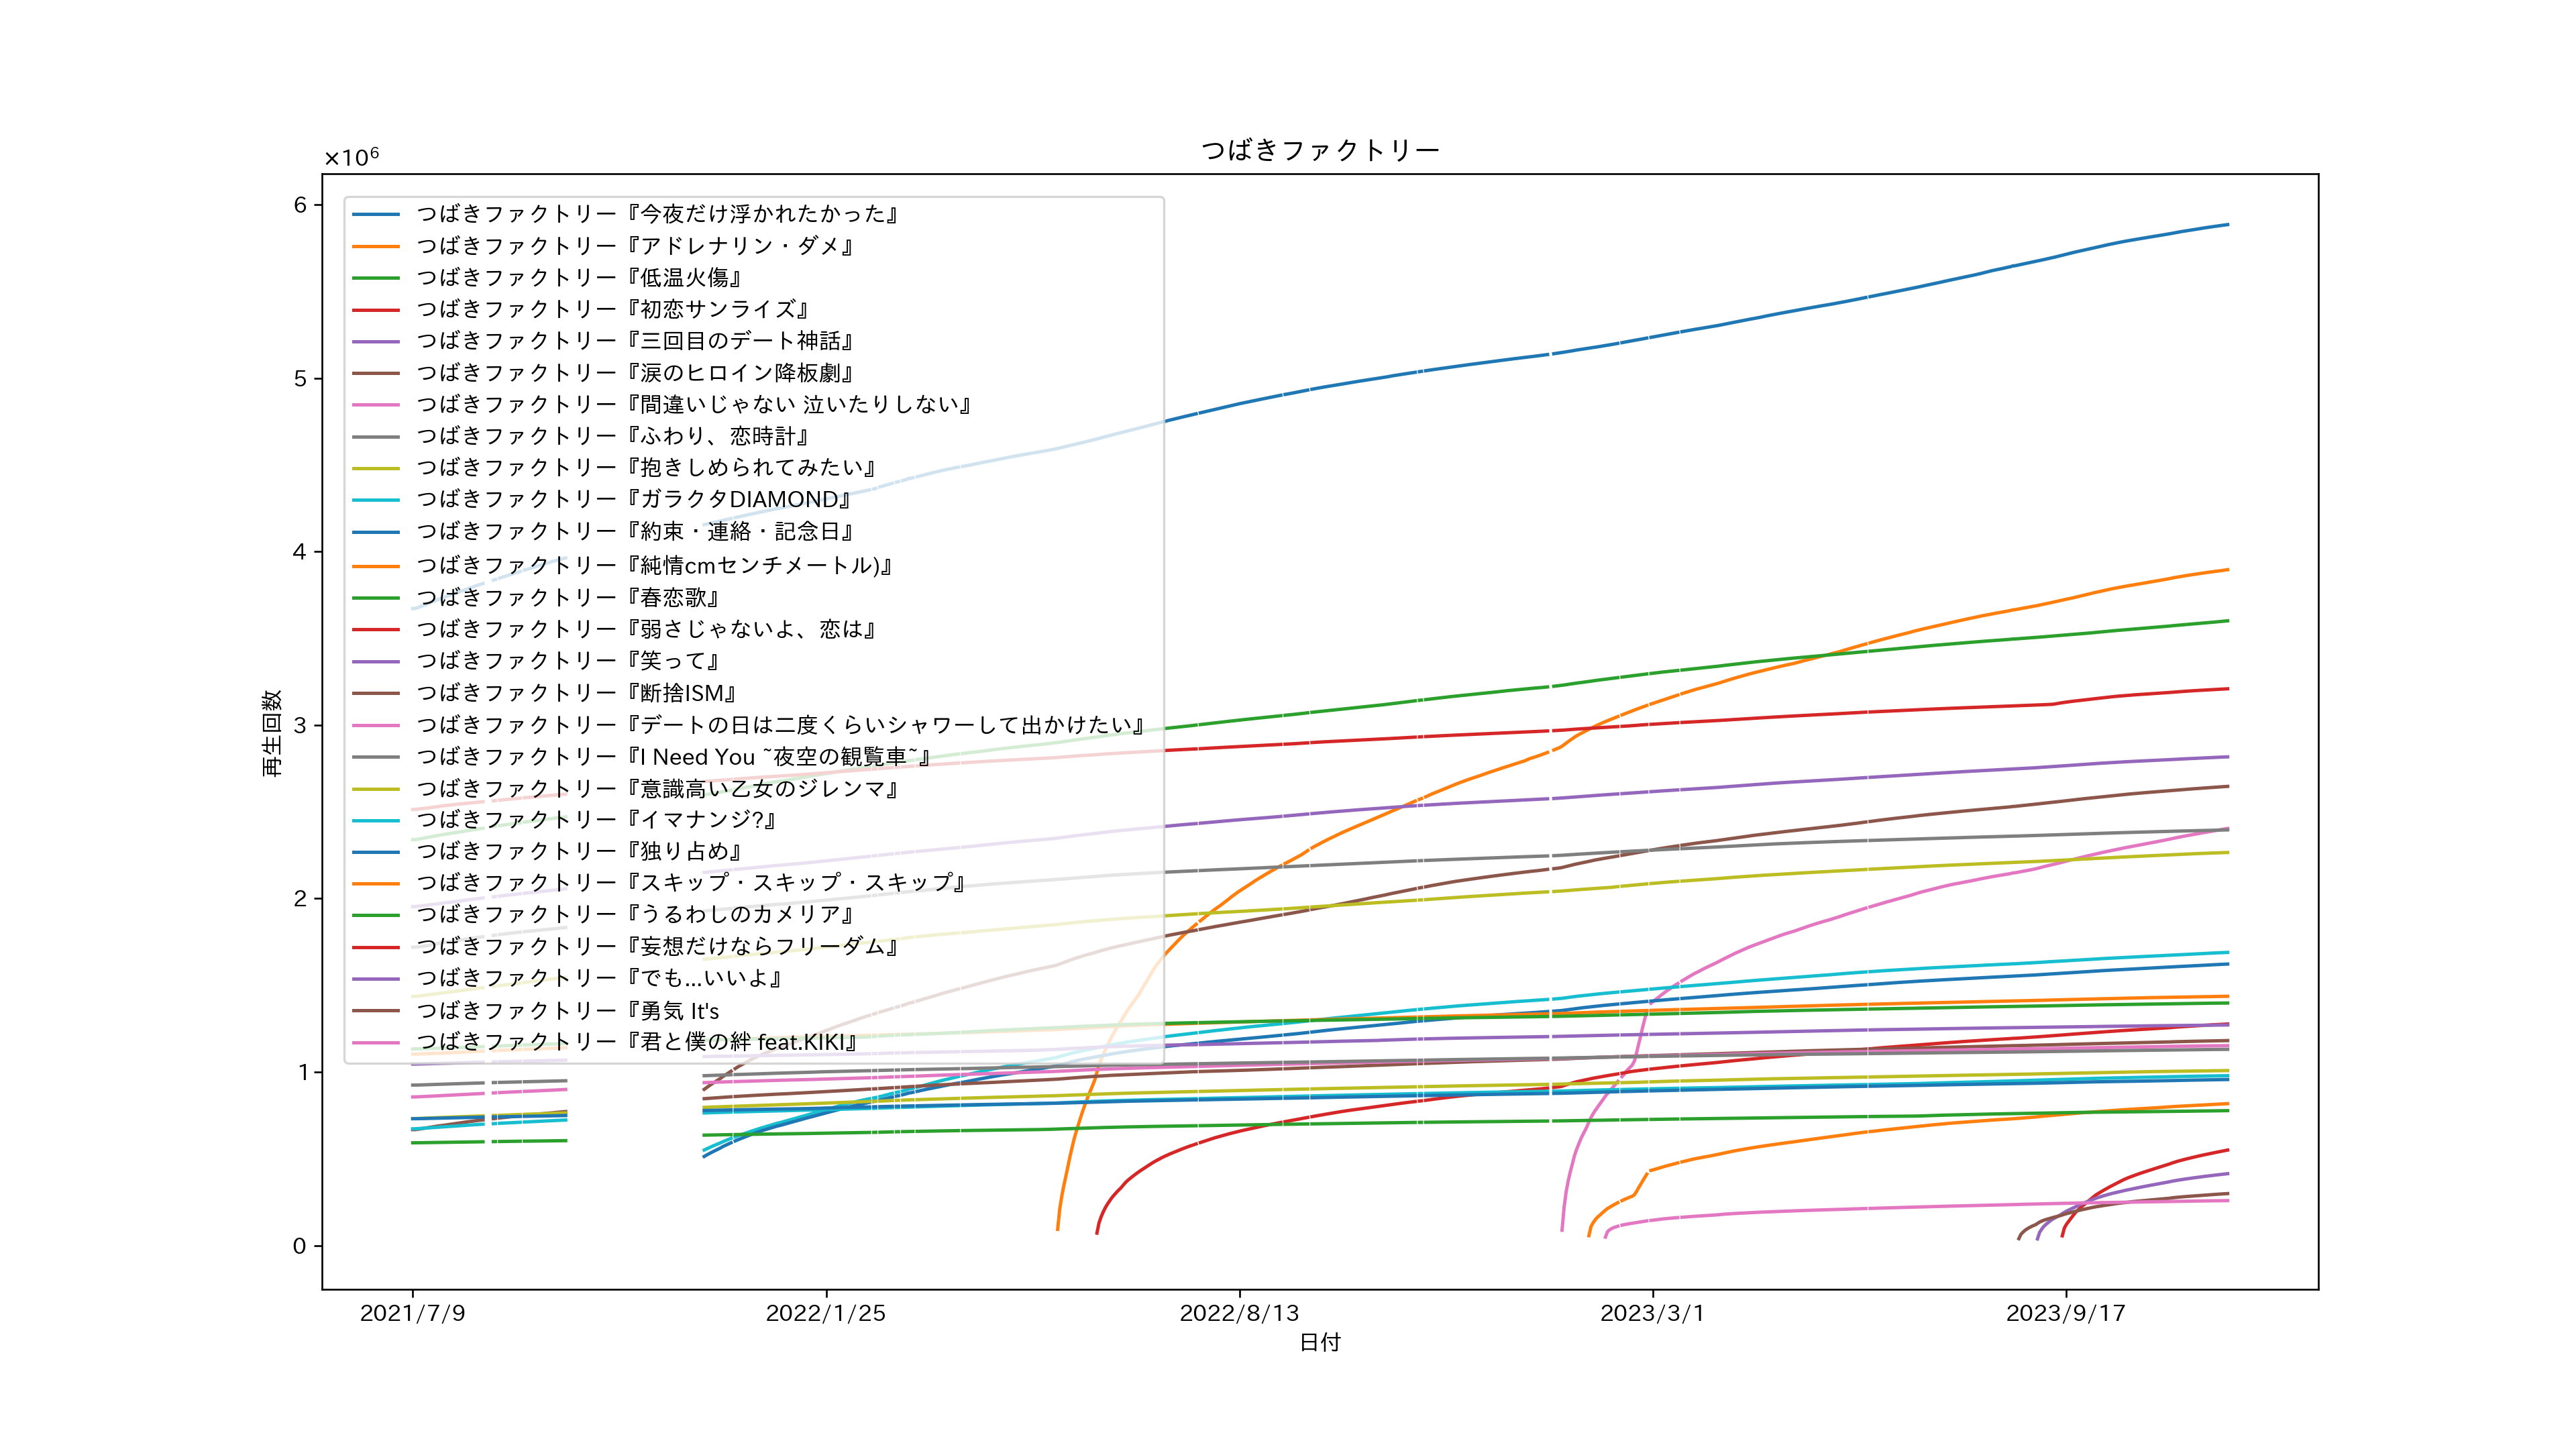 つばきファクトリー
×10⁶
6
5
4
3
2
1
0
再生回数
つばきファクトリー『今夜だけ浮かれたかった』
つばきファクトリー『アドレナリン・ダメ』
つばきファクトリー『低温火傷』
つばきファクトリー『初恋サンライズ』
つばきファクトリー『三回目のデート神話』
つばきファクトリー『涙のヒロイン降板劇』
つばきファクトリー『間違いじゃない 泣いたりしない』
つばきファクトリー『ふわり、恋時計』
つばきファクトリー『抱きしめられてみたい』
つばきファクトリー『ガラクタDIAMOND』
つばきファクトリー『約束・連絡・記念日』
つばきファクトリー『純情cmセンチメートル)』
つばきファクトリー『春恋歌』
つばきファクトリー『弱さじゃないよ、恋は』
つばきファクトリー『笑って』
つばきファクトリー『断捨ISM』
つばきファクトリー『デートの日は二度くらいシャワーして出かけたい』
つばきファクトリー『I Need You ~夜空の観覧車~』
つばきファクトリー『意識高い乙女のジレンマ』
つばきファクトリー『イマナンジ?』
つばきファクトリー『独り占め』
つばきファクトリー『スキップ・スキップ・スキップ』
つばきファクトリー『うるわしのカメリア』
つばきファクトリー『妄想だけならフリーダム』
つばきファクトリー『でも...いいよ』
つばきファクトリー『勇気 It's
つばきファクトリー『君と僕の絆 feat.KIKI』
2021/7/9 2022/1/25 2022/8/13 2023/3/1 2023/9/17
日付